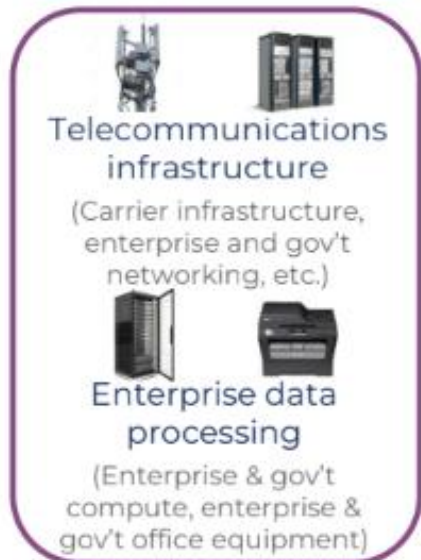 Telecommunications
infrastructure
(Carrier infrastructure,
enterprise and gov't
networking, etc.)
Enterprise data
processing
(Enterprise & gov't
compute, enterprise &
gov't office equipment)